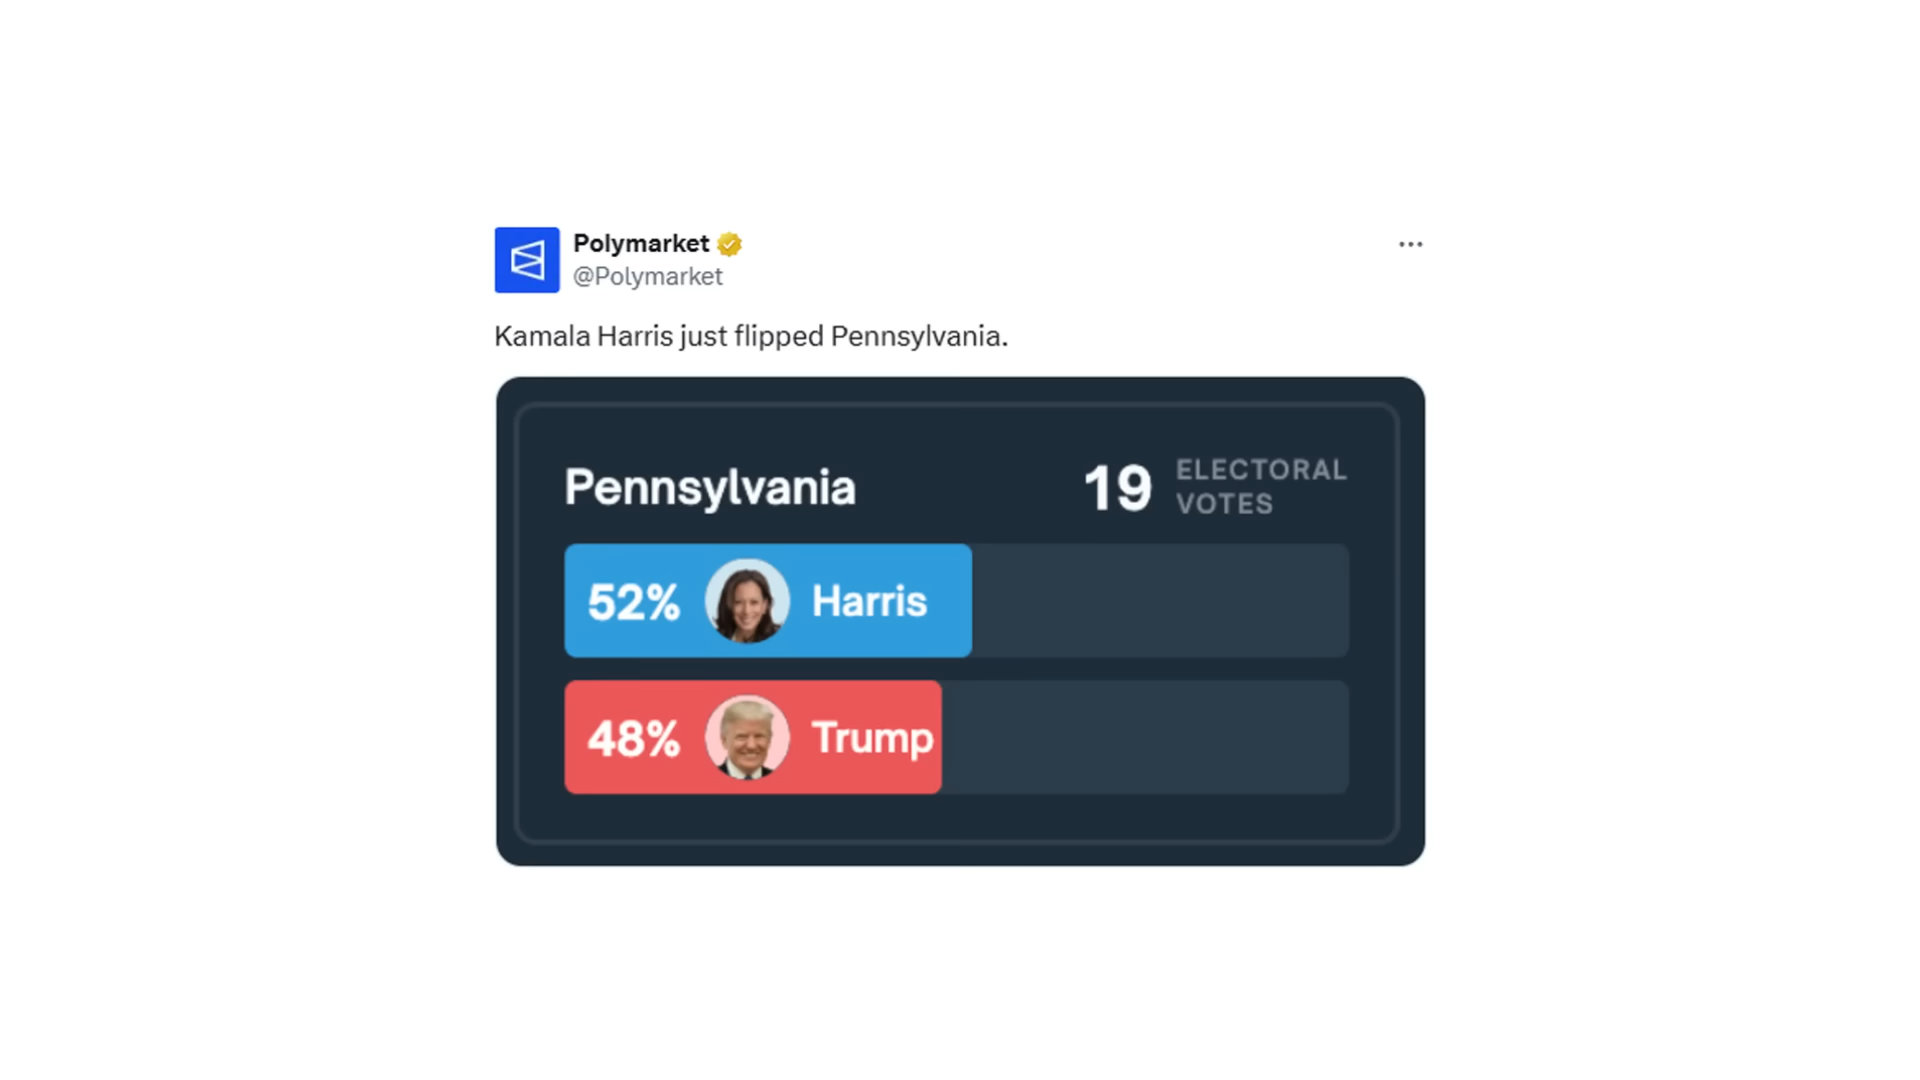 Polymarket
@Polymarket
Kamala Harris just flipped Pennsylvania.
Pennsylvania
19 ELECTORAL
VOTES
52% Harris
48% Trump